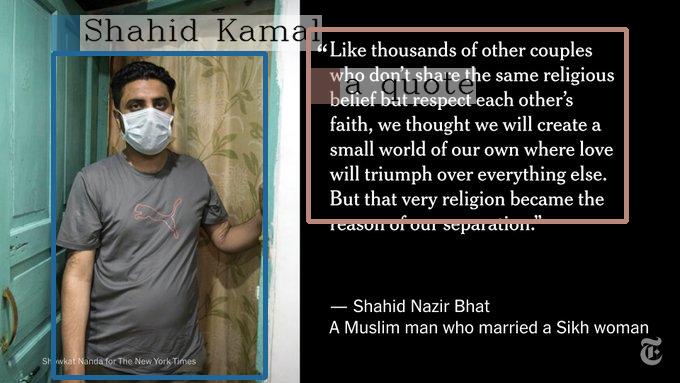 Shahid Kamal
“Like thousands of other couples
who don’t share the same religious
a quote
belief but respect each other’s
faith, we thought we will create a
small world of our own where love
will triumph over everything else.
But that very religion became the
reason of our separation.”
— Shahid Nazir Bhat
A Muslim man who married a Sikh woman
Showkat Nanda for The New York Times
T